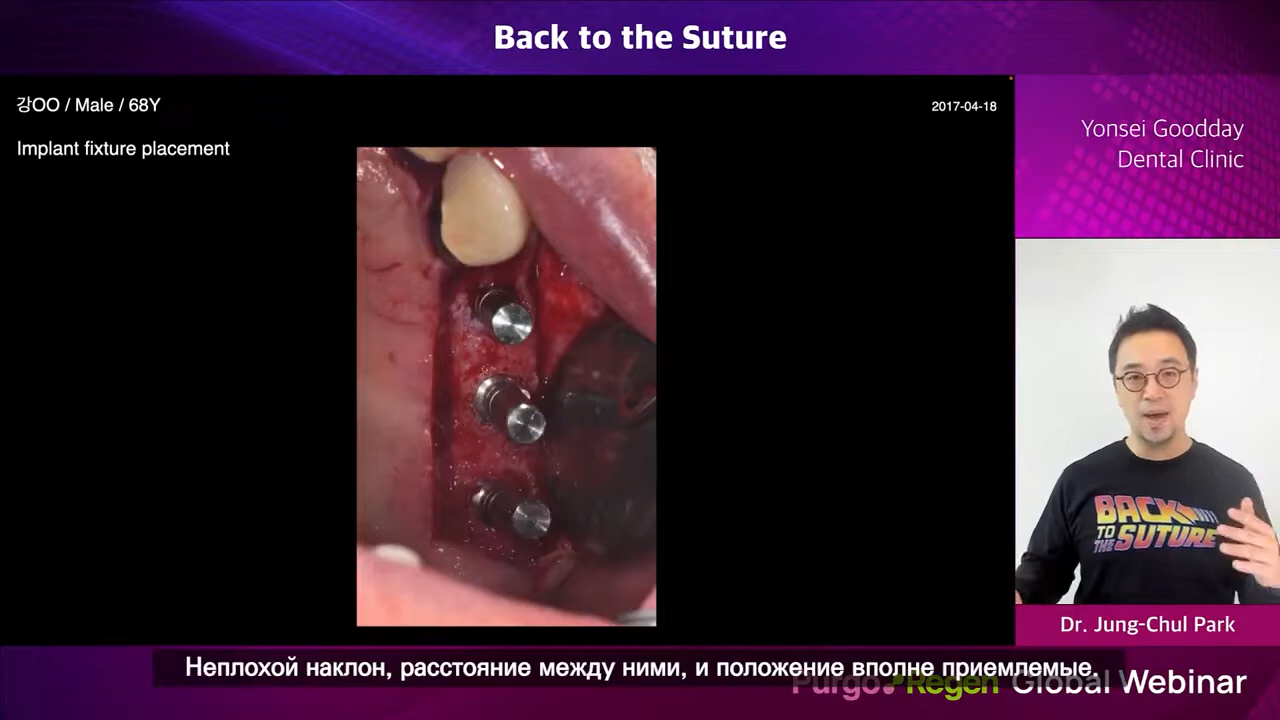 Back to the Suture
강OO / Male / 68Y
2017-04-18
Implant fixture placement
Yonsei Goodday
Dental Clinic
BACK
TO
THE SUTURE
Dr. Jung-Chul Park
Неплохой наклон, расстояние между ними, и положение вполне приемлемые.
Purgo Regen Global Webinar